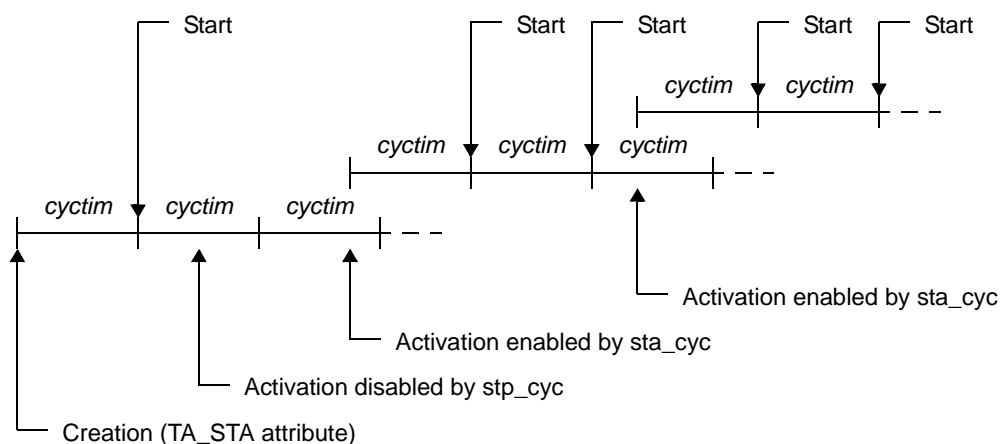 Start Start Start Start Start
cyctim cyctim
cyctim cyctim cyctim
cyctim cyctim cyctim
Activation enabled by sta_cyc
Activation enabled by sta_cyc
Activation disabled by stp_cyc
Creation (TA_STA attribute)